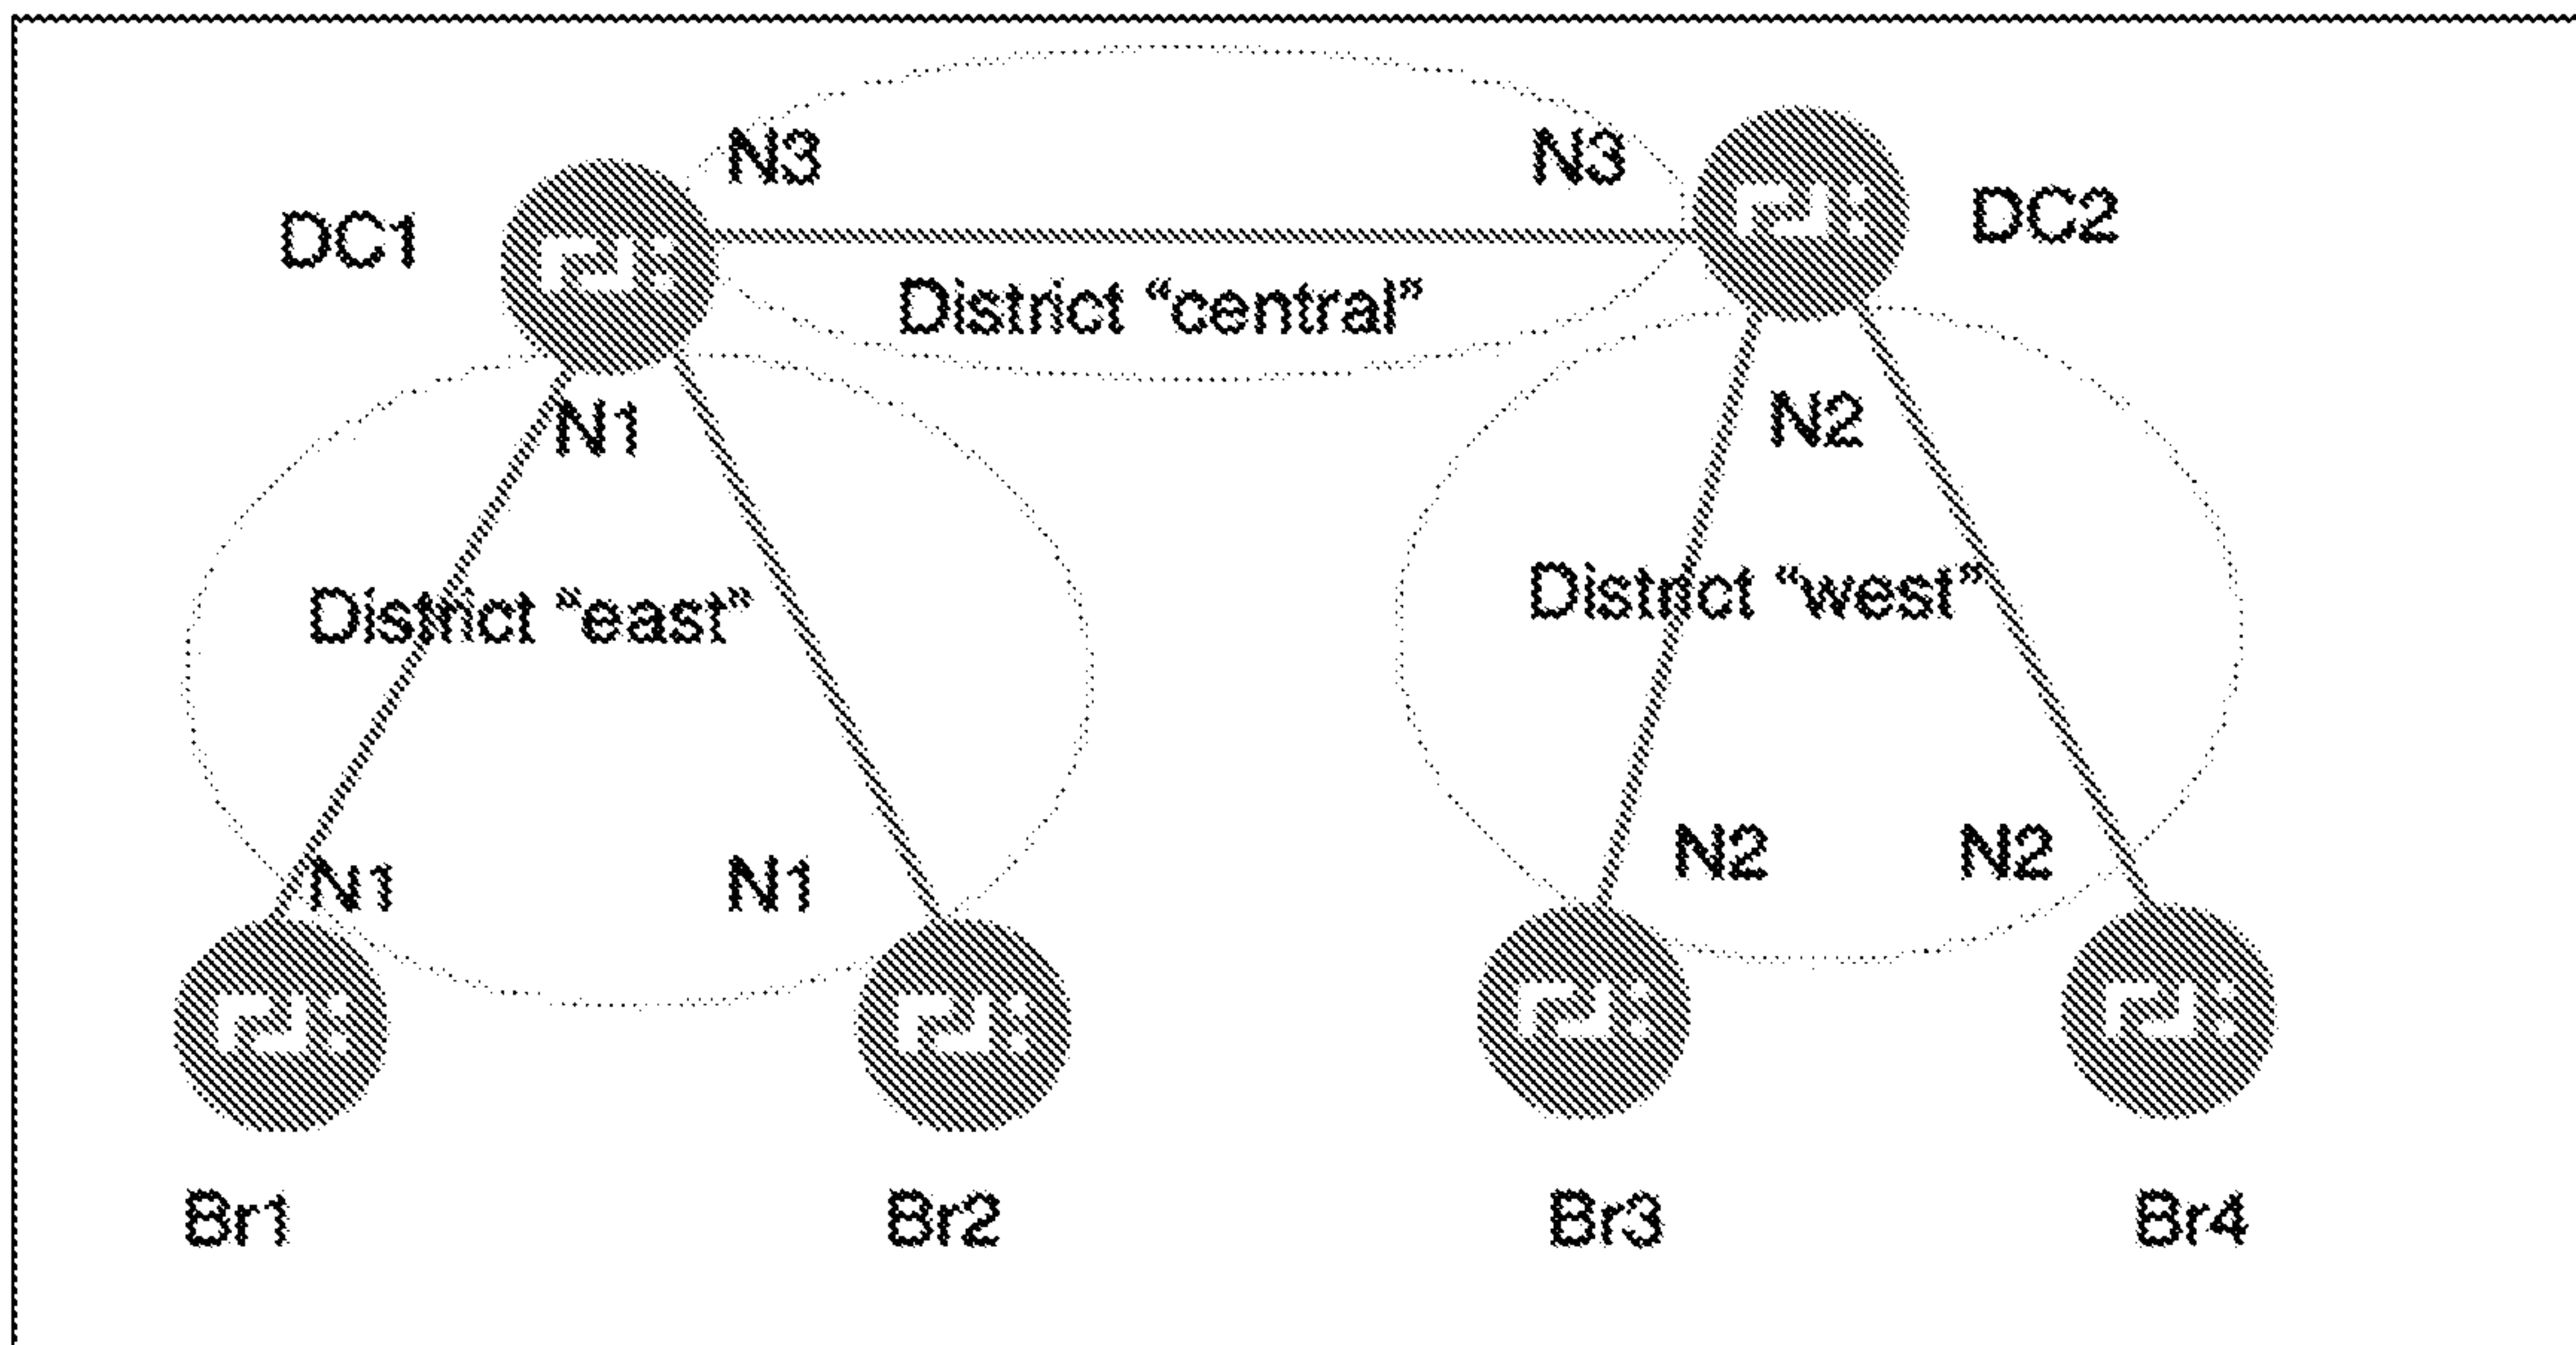 N3
N3
DC1
DC2
District “central”
N1
N2
District “east”
District “west”
N1
N1
N2
N2
Br1
Br2
Br3
Br4